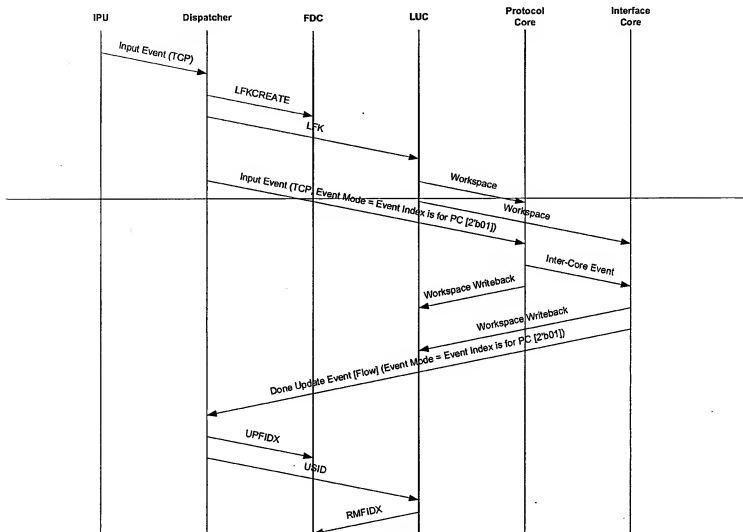 IPU
Dispatcher
FDC
LUC
Protocol
Core
Interface
Core
Input Event (TCP)
LFKCREATE
LFK
Workspace
Input Event (TCP, Event Mode = Event Index is for PC [2'b01])
Workspace
Inter-Core Event
Workspace Writeback
Workspace Writeback
Done Update Event [Flow] (Event Mode = Event Index is for PC [2'b01])
UPFIDX
USID
RMFIDX